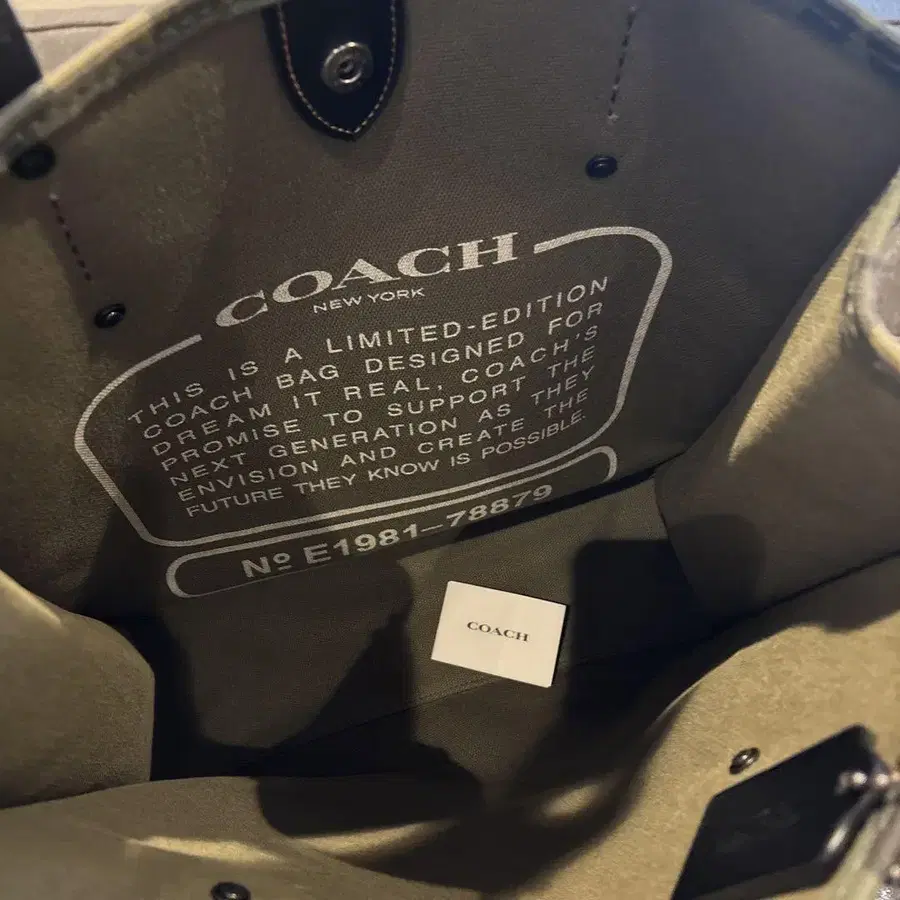 COACH
NEW YORK
THIS IS A LIMITED-EDITION
COACH BAG DESIGNED FOR
DREAM IT REAL, COACH'S
PROMISE TO SUPPORT THE
NEXT GENERATION AS THEY
ENVISION AND CREATE THE
FUTURE THEY KNOW IS POSSIBLE.
Nº E1981-78879
COACH